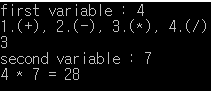 first variable : 4
1.(+), 2.(-), 3.(*), 4.(/)
3
second variable : 7
4 * 7 = 28